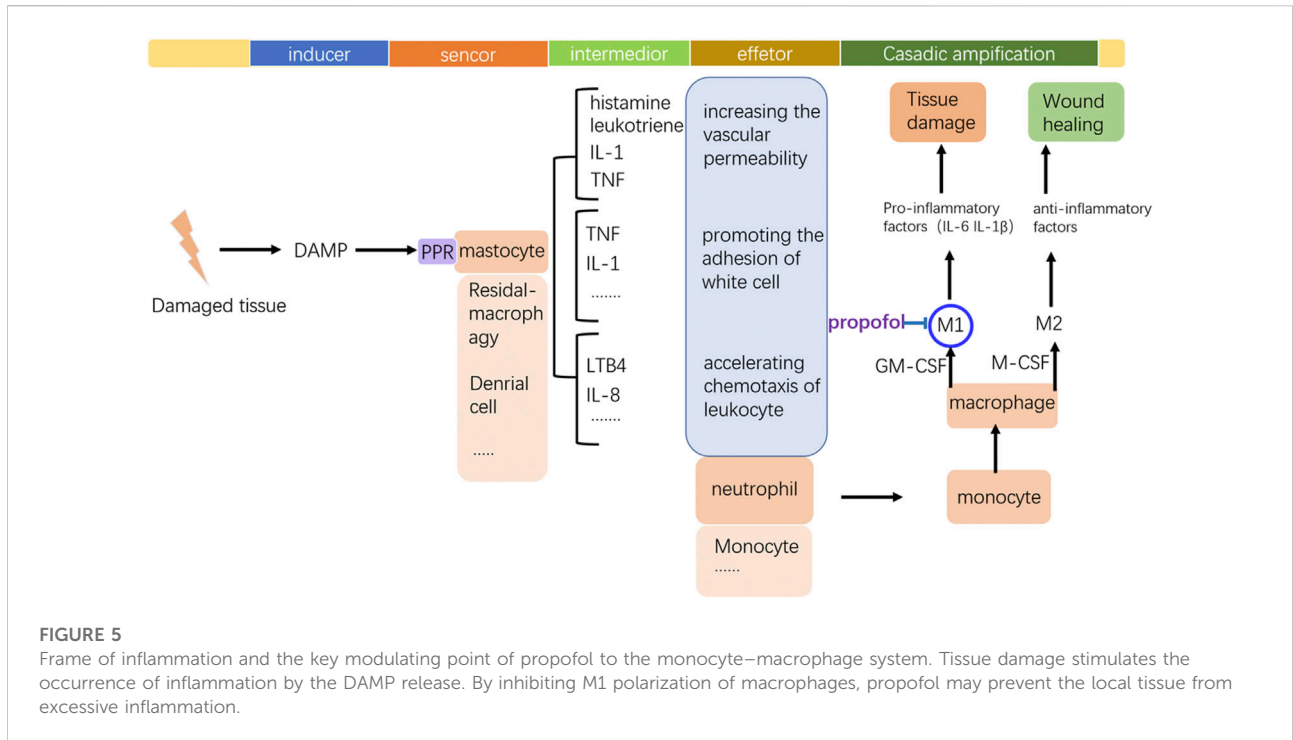 inducer
sencor
intermedior
effetor
Casadic ampification
Damaged tissue
DAMP
PPR
mastocyte
Residal-
macroph
agy
Denrial
cell
.....
histamine
leukotriene
IL-1
TNF
TNF
IL-1
.......
LTB4
IL-8
.......
increasing the
vascular
permeability
promoting the
adhesion of
white cell
accelerating
chemotaxis of
leukocyte
neutrophil
Monocyte
......
Tissue
damage
Wound
healing
Pro-inflammatory
factors (IL-6 IL-1β)
anti-inflammatory
factors
propofol
M1
M2
GM-CSF
M-CSF
macrophage
monocyte
FIGURE 5
Frame of inflammation and the key modulating point of propofol to the monocyte–macrophage system. Tissue damage stimulates the
occurrence of inflammation by the DAMP release. By inhibiting M1 polarization of macrophages, propofol may prevent the local tissue from
excessive inflammation.